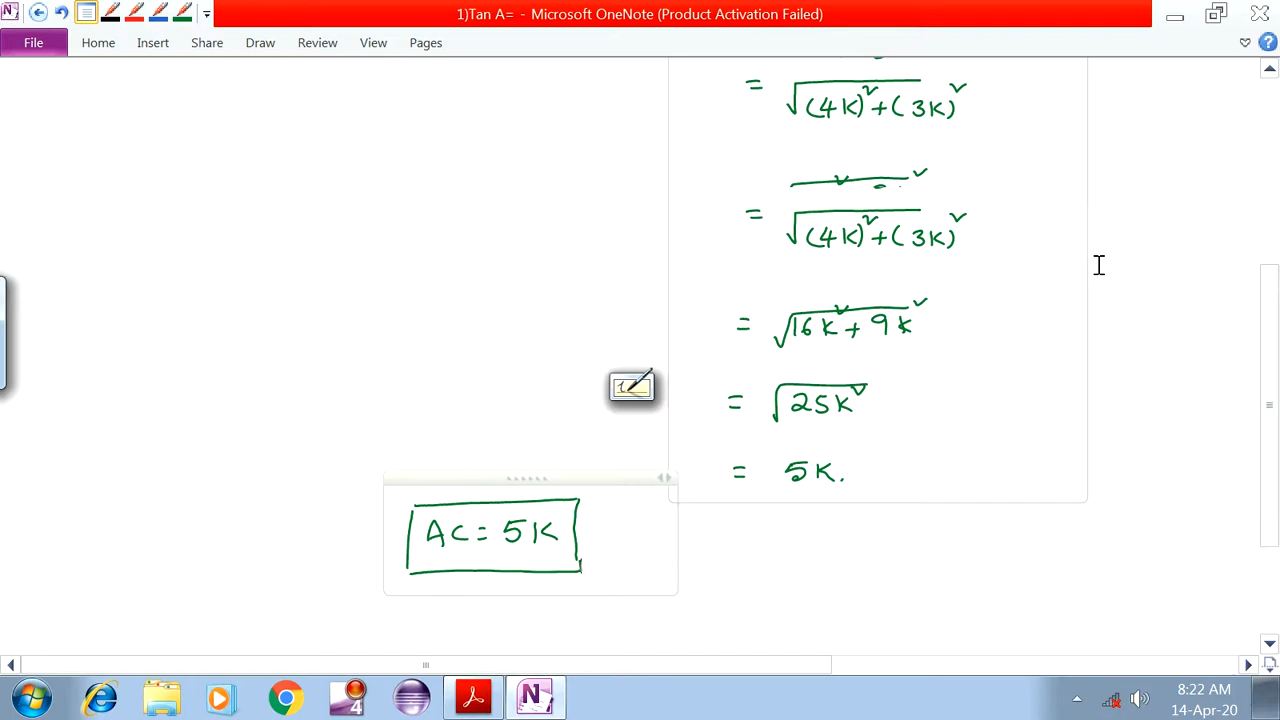 1)Tan A= - Microsoft OneNote (Product Activation Failed)
File Home Insert Share Draw Review View Pages
= √(4K)²+(3K)²
= √(4K)²+(3K)²
= √16K²+9K²
= √25K²
= 5K.
AC = 5K
4
8:22 AM
14-Apr-20